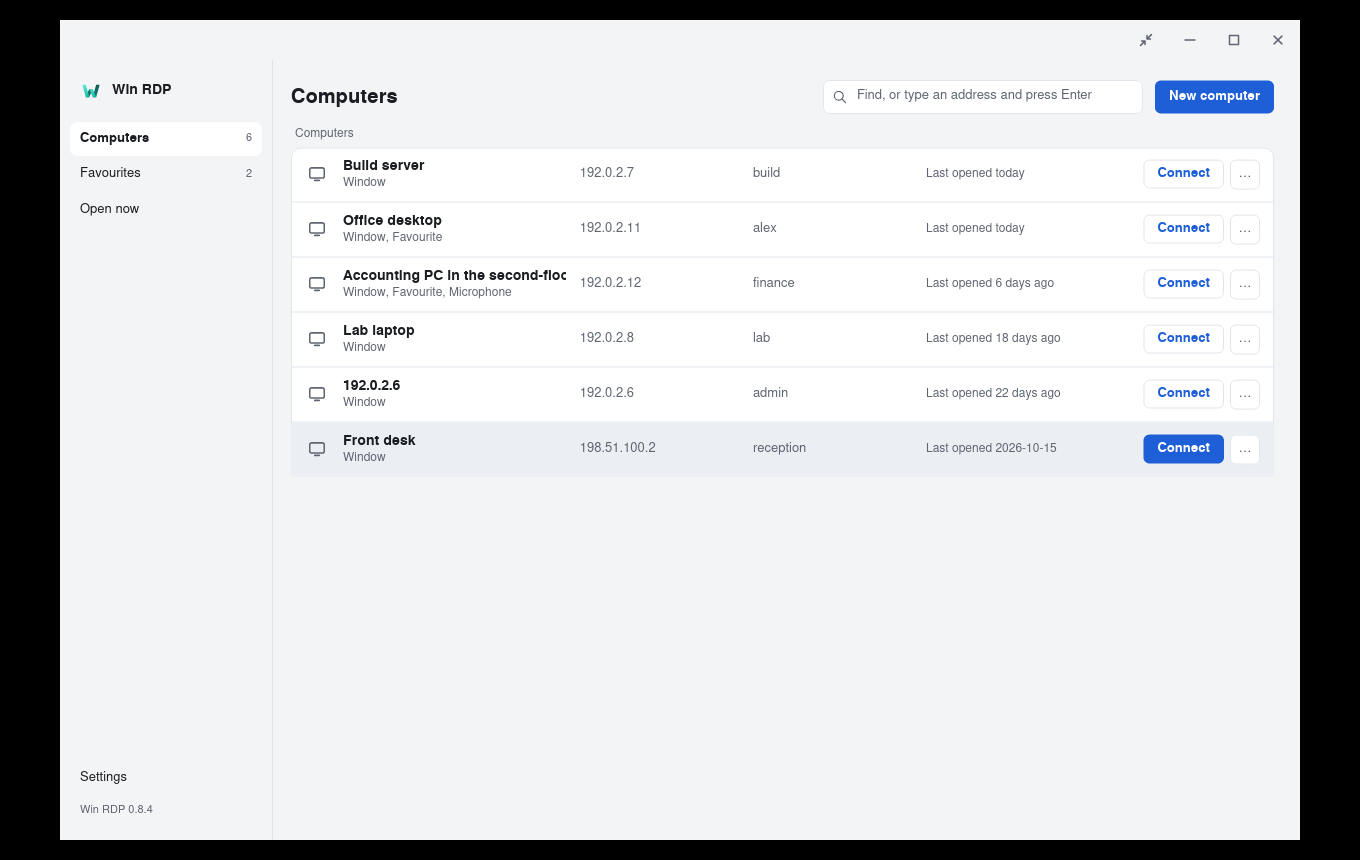 Win RDP
Computers 6
Favourites 2
Open now
Settings
Win RDP 0.8.4
Computers
Find, or type an address and press Enter
New computer
Computers
Build server
Window
192.0.2.7 build Last opened today Connect ...
Office desktop
Window, Favourite
192.0.2.11 alex Last opened today Connect ...
Accounting PC in the second-floo
Window, Favourite, Microphone
192.0.2.12 finance Last opened 6 days ago Connect ...
Lab laptop
Window
192.0.2.8 lab Last opened 18 days ago Connect ...
192.0.2.6
Window
192.0.2.6 admin Last opened 22 days ago Connect ...
Front desk
Window
198.51.100.2 reception Last opened 2026-10-15 Connect ...